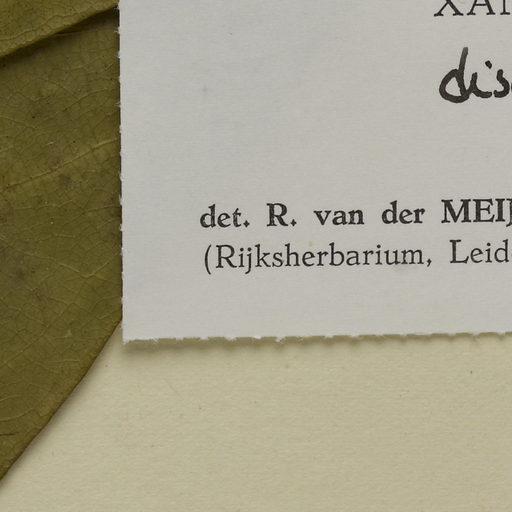 XAN
dis
det. R. van der MEIJ
(Rijksherbarium, Leid